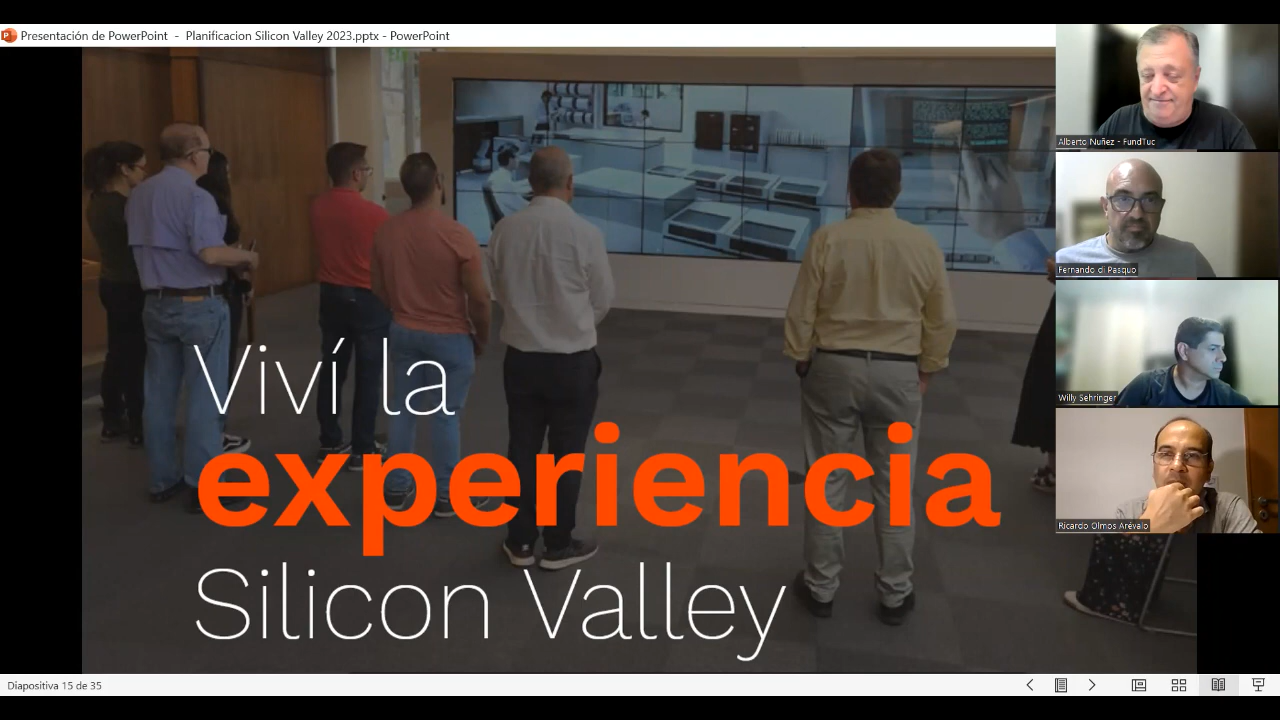 Presentación de PowerPoint - Planificacion Silicon Valley 2023.pptx - PowerPoint
Alberto Nuñez - FundTuc
Fernando di Pasquo
Willy Sehringer
Ricardo Olmos Arévalo
Viví la
experiencia
Silicon Valley
Diapositiva 15 de 35